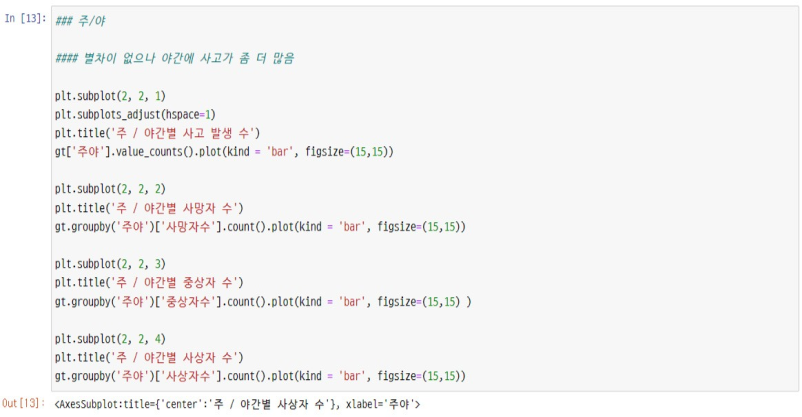 In [13]: ### 주/야
#### 별차이 없으나 야간에 사고가 좀 더 많음
plt.subplot(2, 2, 1)
plt.subplots_adjust(hspace=1)
plt.title('주 / 야간별 사고 발생 수')
gt['주야'].value_counts().plot(kind = 'bar', figsize=(15,15))
plt.subplot(2, 2, 2)
plt.title('주 / 야간별 사망자 수')
gt.groupby('주야')['사망자수'].count().plot(kind = 'bar', figsize=(15,15))
plt.subplot(2, 2, 3)
plt.title('주 / 야간별 중상자 수')
gt.groupby('주야')['중상자수'].count().plot(kind = 'bar', figsize=(15,15) )
plt.subplot(2, 2, 4)
plt.title('주 / 야간별 사상자 수')
gt.groupby('주야')['사상자수'].count().plot(kind = 'bar', figsize=(15,15))
Out[13]: <AxesSubplot:title={'center':'주 / 야간별 사상자 수'}, xlabel='주야'>